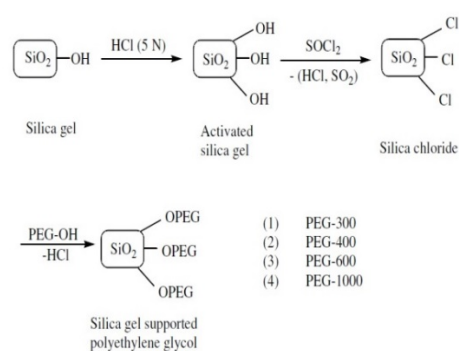 SiO2 OH
HCl (5 N)
OH
SiO2 OH
OH
SOCl2
- (HCl, SO2)
Cl
SiO2 Cl
Cl
Silica gel
Activated
silica gel
Silica chloride
PEG-OH
-HCl
OPEG
SiO2 OPEG
OPEG
Silica gel supported
polyethylene glycol
(1) PEG-300
(2) PEG-400
(3) PEG-600
(4) PEG-1000